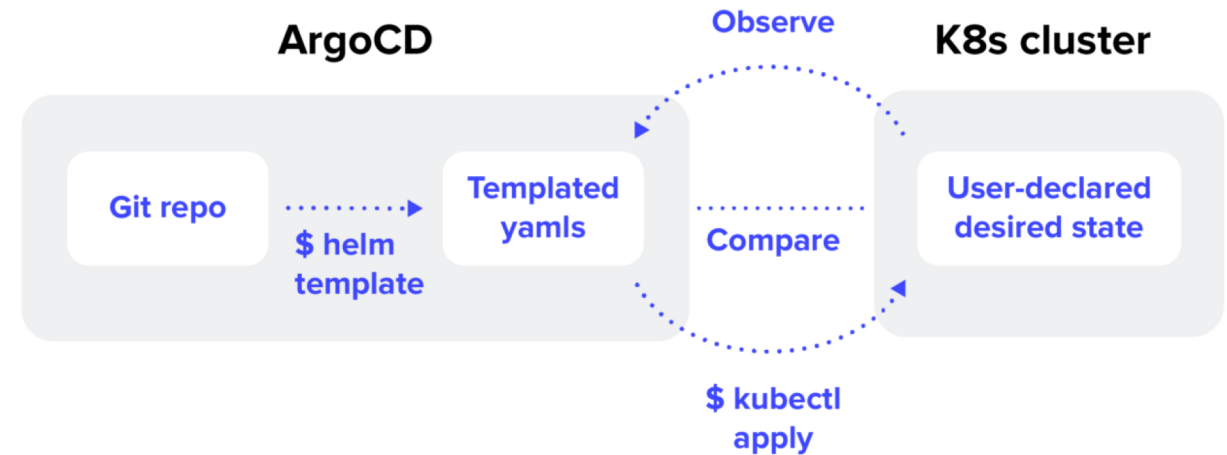 ArgoCD
Observe
K8s cluster
Git repo
$ helm
template
Templated
yamls
Compare
User-declared
desired state
$ kubectl
apply